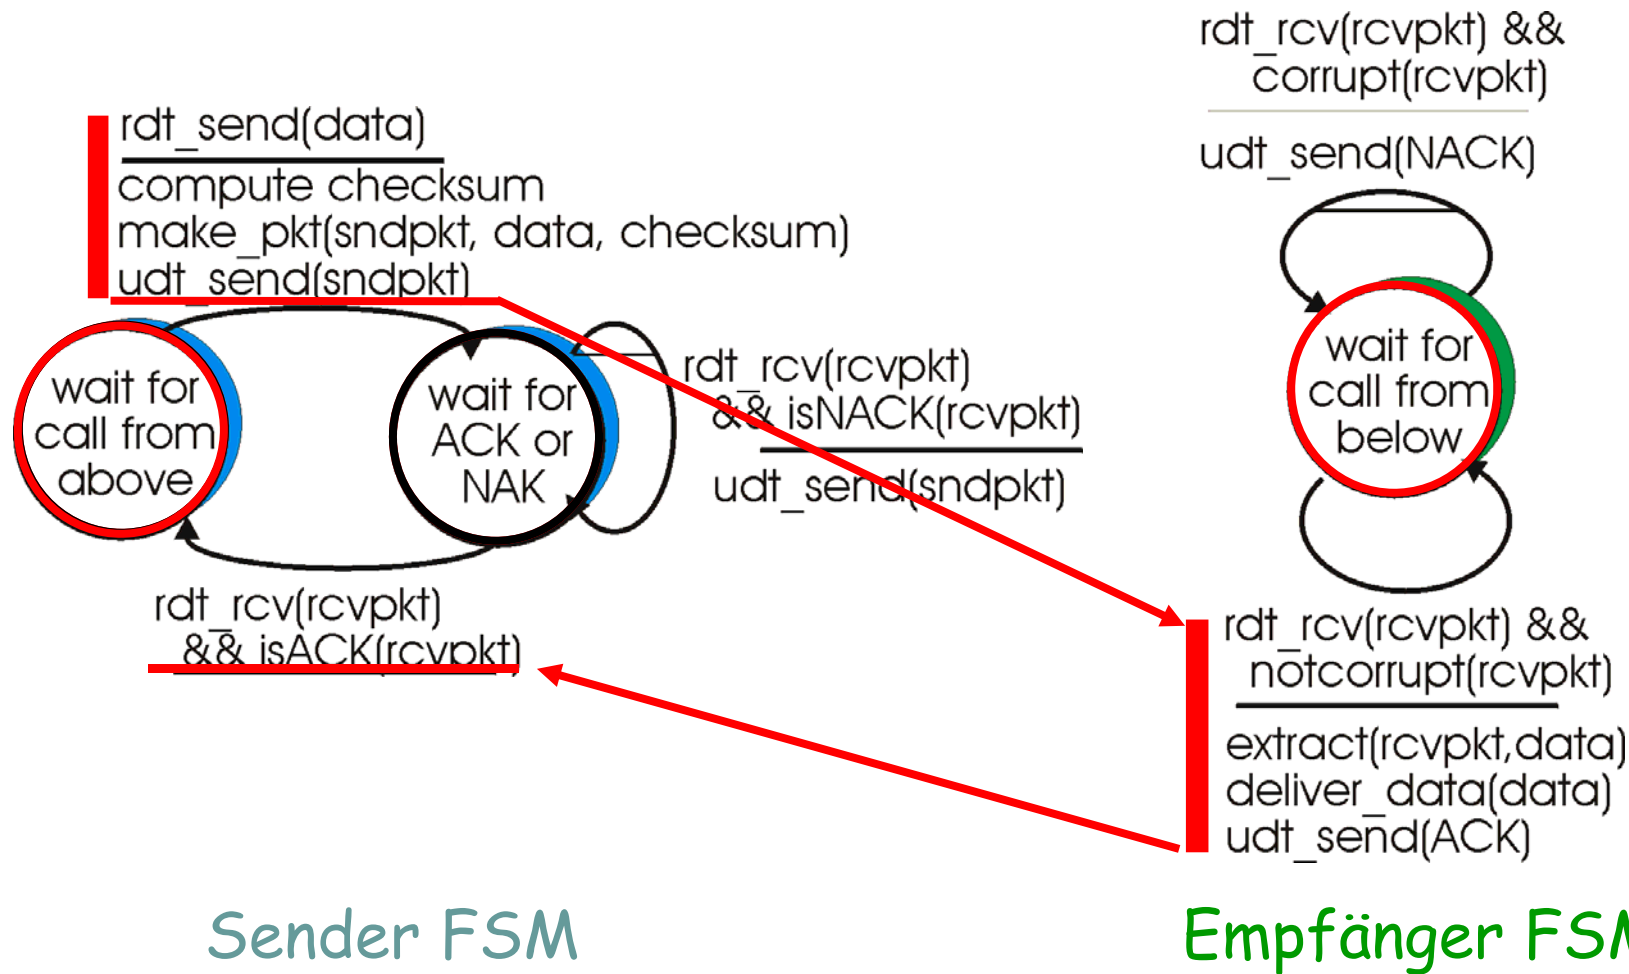 rdt_send(data)
compute checksum
make_pkt(sndpkt, data, checksum)
udt_send(sndpkt)
wait for
call from
above
wait for
ACK or
NAK
rdt_rcv(rcvpkt)
&& isNACK(rcvpkt)
udt_send(sndpkt)
rdt_rcv(rcvpkt)
&& isACK(rcvpkt)
Sender FSM
rdt_rcv(rcvpkt) &&
corrupt(rcvpkt)
udt_send(NACK)
wait for
call from
below
rdt_rcv(rcvpkt) &&
notcorrupt(rcvpkt)
extract(rcvpkt,data)
deliver_data(data)
udt_send(ACK)
Empfänger FSM